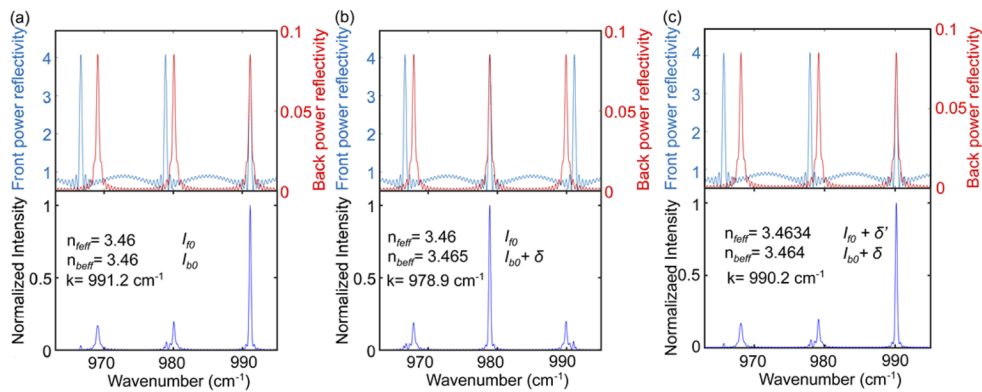 (a)
Front power reflectivity
4
3
2
1
0.1
0.05
0
Back power reflectivity
Normalized Intensity
1
0.5
0
n_feff= 3.46 I_f0
n_beff= 3.46 I_b0
k= 991.2 cm⁻¹
970 980 990
Wavenumber (cm⁻¹)
(b)
Front power reflectivity
4
3
2
1
0.1
0.05
0
Back power reflectivity
Normalized Intensity
1
0.5
0
n_feff= 3.46 I_f0
n_beff= 3.465 I_b0 + δ
k= 978.9 cm⁻¹
970 980 990
Wavenumber (cm⁻¹)
(c)
Front power reflectivity
4
3
2
1
0.1
0.05
0
Back power reflectivity
Normalizaed Intensity
1
0.5
0
n_feff= 3.4634 I_f0 + δ'
n_beff= 3.464 I_b0 + δ
k= 990.2 cm⁻¹
970 980 990
Wavenumber (cm⁻¹)